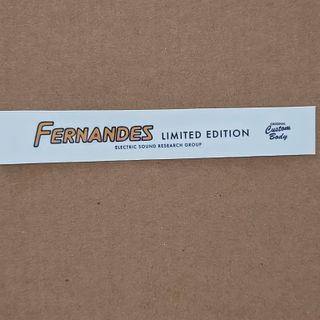 FERNANDES LIMITED EDITION
ELECTRIC SOUND RESEARCH GROUP
ORIGINAL
Custom
Body